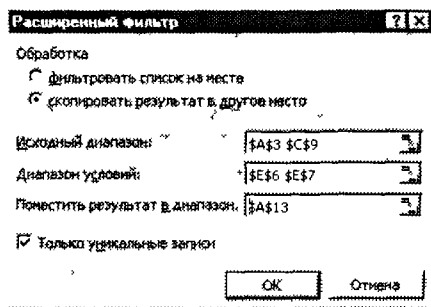 Расширенный фильтр
Обработка
фильтровать список на месте
скопировать результат в другое место
Исходный диапазон: $A$3 $C$9
Диапазон условий: $E$6 $E$7
Поместить результат в диапазон. $A$13
Только уникальные записи
ОК Отмена